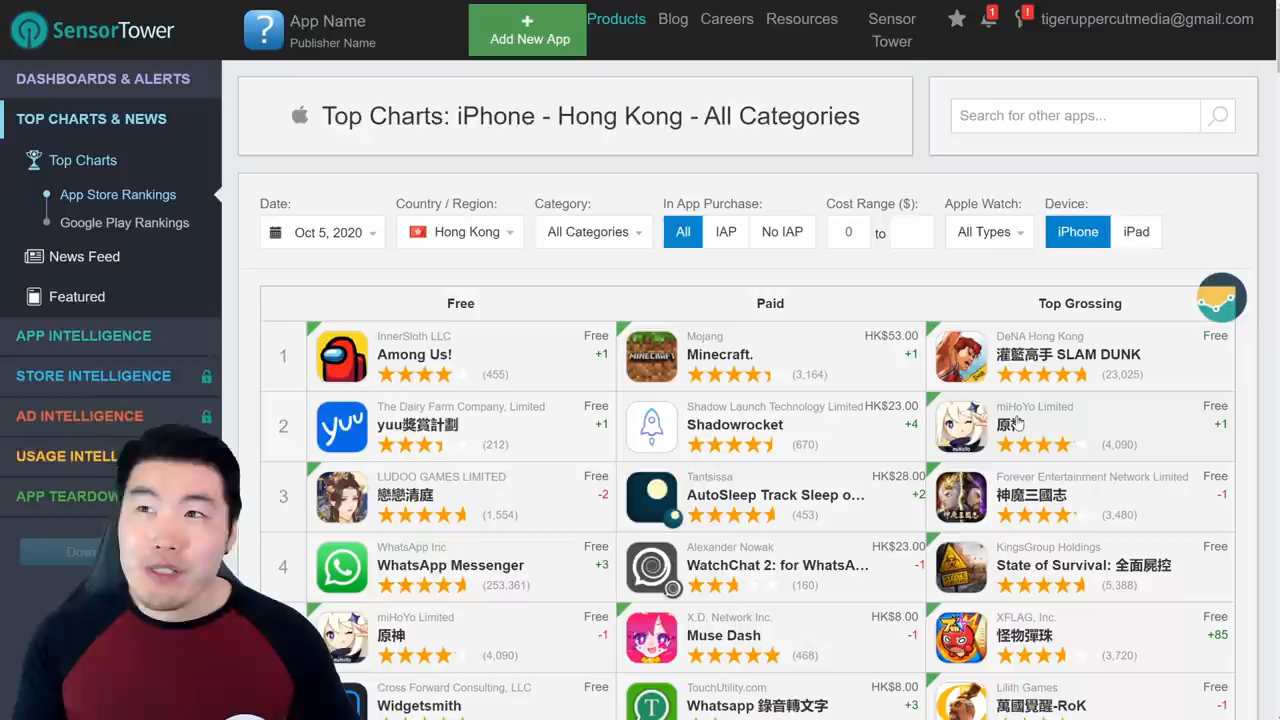 SensorTower
?
App Name
Publisher Name
+
Add New App
Products
Blog
Careers
Resources
Sensor
Tower
1
!
tigeruppercutmedia@gmail.com
DASHBOARDS & ALERTS
TOP CHARTS & NEWS
Top Charts
App Store Rankings
Google Play Rankings
News Feed
Featured
APP INTELLIGENCE
STORE INTELLIGENCE
AD INTELLIGENCE
USAGE INTELL
APP TEARDOW
Down
Top Charts: iPhone - Hong Kong - All Categories
Search for other apps...
Date:
Country / Region:
Category:
In App Purchase:
Cost Range ($):
Apple Watch:
Device:
Oct 5, 2020
Hong Kong
All Categories
All
IAP
No IAP
0
to
All Types
iPhone
iPad
Free
Paid
Top Grossing
1
InnerSloth LLC
Free
Among Us!
+1
(455)
Mojang
HK$53.00
MINECRAFT
Minecraft.
+1
(3,164)
DeNA Hong Kong
Free
灌籃高手 SLAM DUNK
(23,025)
2
The Dairy Farm Company, Limited
Free
yuu
yuu獎賞計劃
+1
(212)
Shadow Launch Technology Limited
HK$23.00
Shadowrocket
+4
(670)
miHoYo Limited
Free
miHoYo
原神
+1
(4,090)
3
LUDOO GAMES LIMITED
Free
戀戀清庭
-2
(1,554)
Tantsissa
HK$28.00
AutoSleep Track Sleep o...
+2
(453)
Forever Entertainment Network Limited
Free
神魔三國志
-1
(3,480)
4
WhatsApp Inc.
Free
WhatsApp Messenger
+3
(253,361)
Alexander Nowak
HK$23.00
WatchChat 2: for WhatsA...
-1
(160)
KingsGroup Holdings
Free
State of Survival: 全面屍控
(5,388)
miHoYo Limited
Free
miHoYo
原神
-1
(4,090)
X.D. Network Inc.
HK$8.00
Muse Dash
-1
(468)
XFLAG, Inc.
Free
怪物彈珠
+85
(3,720)
Cross Forward Consulting, LLC
Free
Widgetsmith
TouchUtility.com
HK$8.00
T
Whatsapp 錄音轉文字
+3
Lilith Games
Free
萬國覺醒-RoK
-1